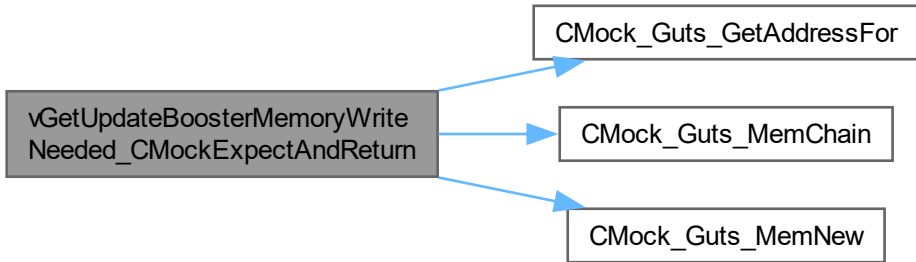 CMock_Guts_GetAddressFor
vGetUpdateBoosterMemoryWrite
Needed_CMockExpectAndReturn
CMock_Guts_MemChain
CMock_Guts_MemNew